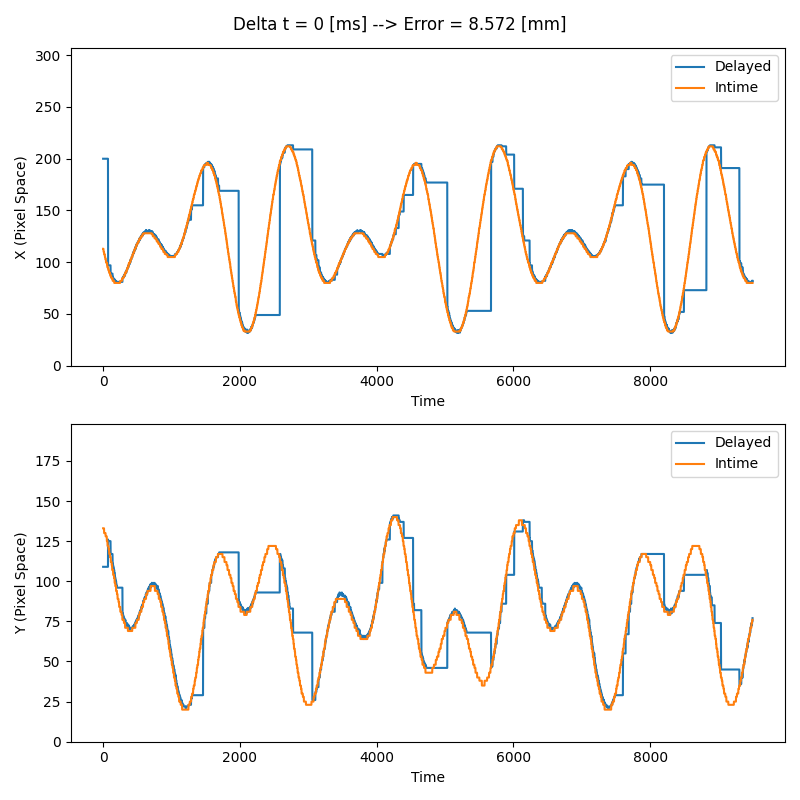 Delta t = 0 [ms] --> Error = 8.572 [mm]
300
250
200
150
100
50
0
X (Pixel Space)
Delayed
Intime
0 2000 4000 6000 8000
Time
175
150
125
100
75
50
25
0
Y (Pixel Space)
Delayed
Intime
0 2000 4000 6000 8000
Time